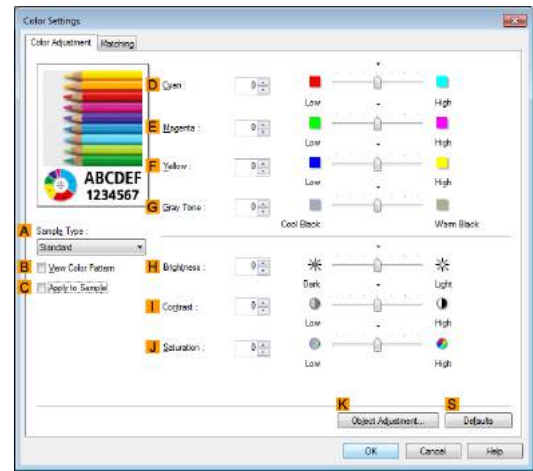 Color Settings
Color Adjustment Matching
D Cyan : 0
Low High
E Magenta : 0
Low High
F Yellow : 0
Low High
G Gray Tone : 0
Cool Black Warm Black
ABCDEF
1234567
A Sample Type :
Standard
B View Color Pattern
C Apply to Sample
H Brightness : 0
Dark Light
I Contrast : 0
Low High
J Saturation : 0
Low High
K S
Object Adjustment... Defaults
OK Cancel Help